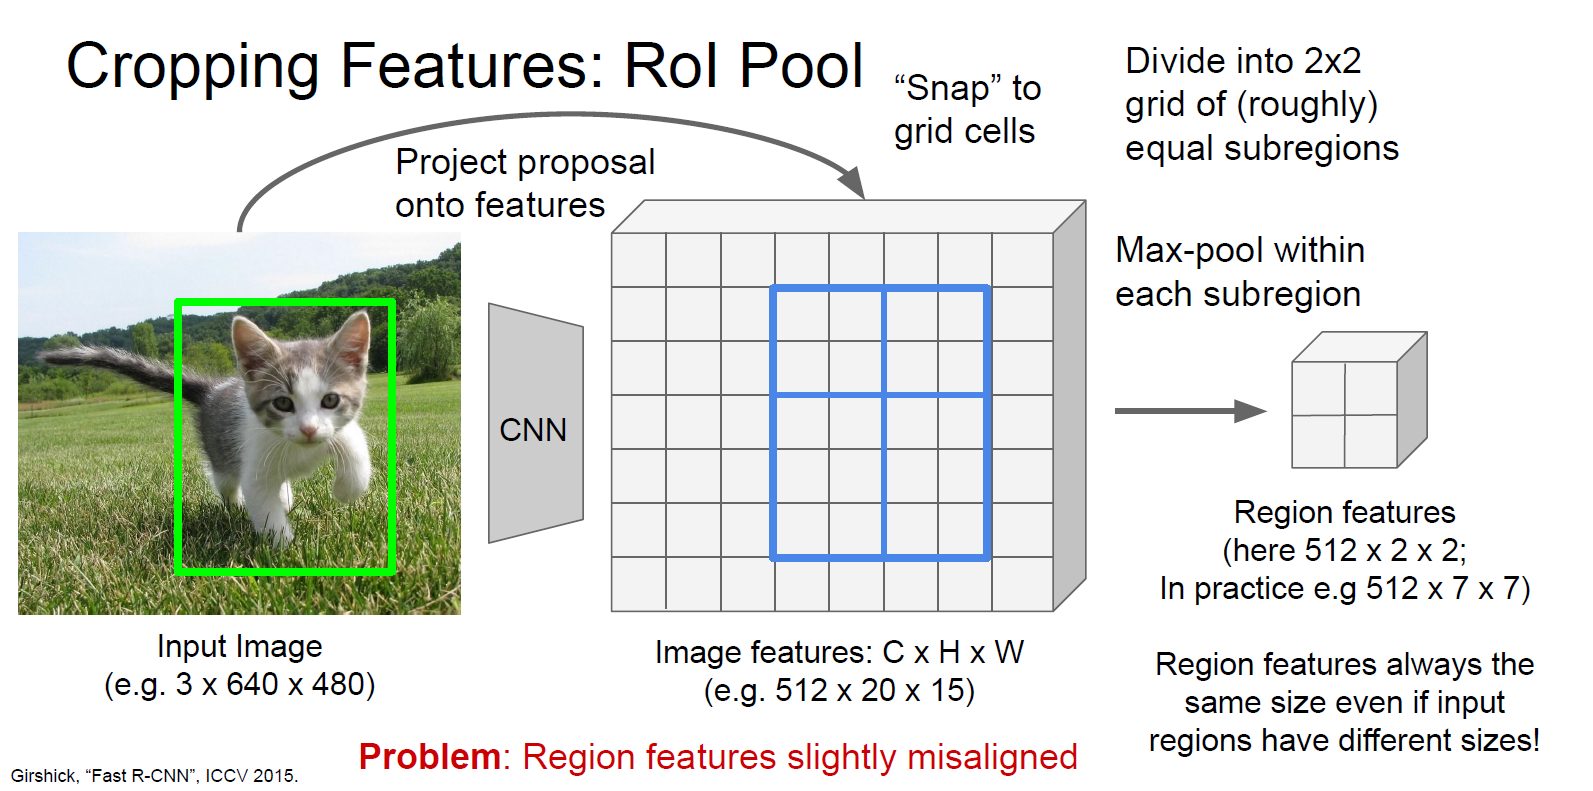 Cropping Features: RoI Pool
“Snap” to
grid cells
Divide into 2x2
grid of (roughly)
equal subregions
Project proposal
onto features
Max-pool within
each subregion
CNN
Input Image
(e.g. 3 x 640 x 480)
Image features: C x H x W
(e.g. 512 x 20 x 15)
Region features
(here 512 x 2 x 2;
In practice e.g 512 x 7 x 7)
Region features always the
same size even if input
regions have different sizes!
Problem: Region features slightly misaligned
Girshick, “Fast R-CNN”, ICCV 2015.